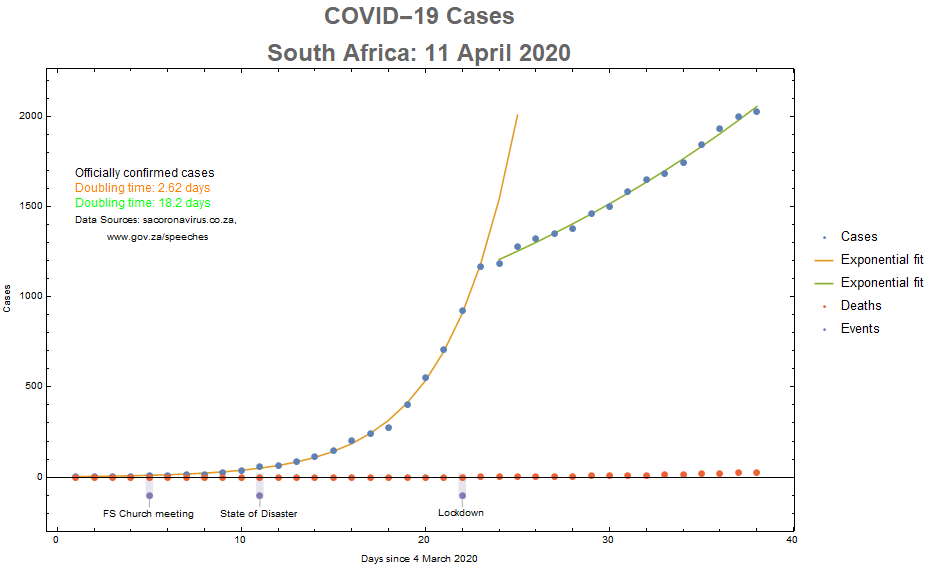 COVID–19 Cases
South Africa: 11 April 2020
Officially confirmed cases
Doubling time: 2.62 days
Doubling time: 18.2 days
Data Sources: sacoronavirus.co.za,
www.gov.za/speeches
Cases
2000
1500
1000
500
0
FS Church meeting
State of Disaster
Lockdown
0
10
20
30
40
Days since 4 March 2020
Cases
Exponential fit
Exponential fit
Deaths
Events